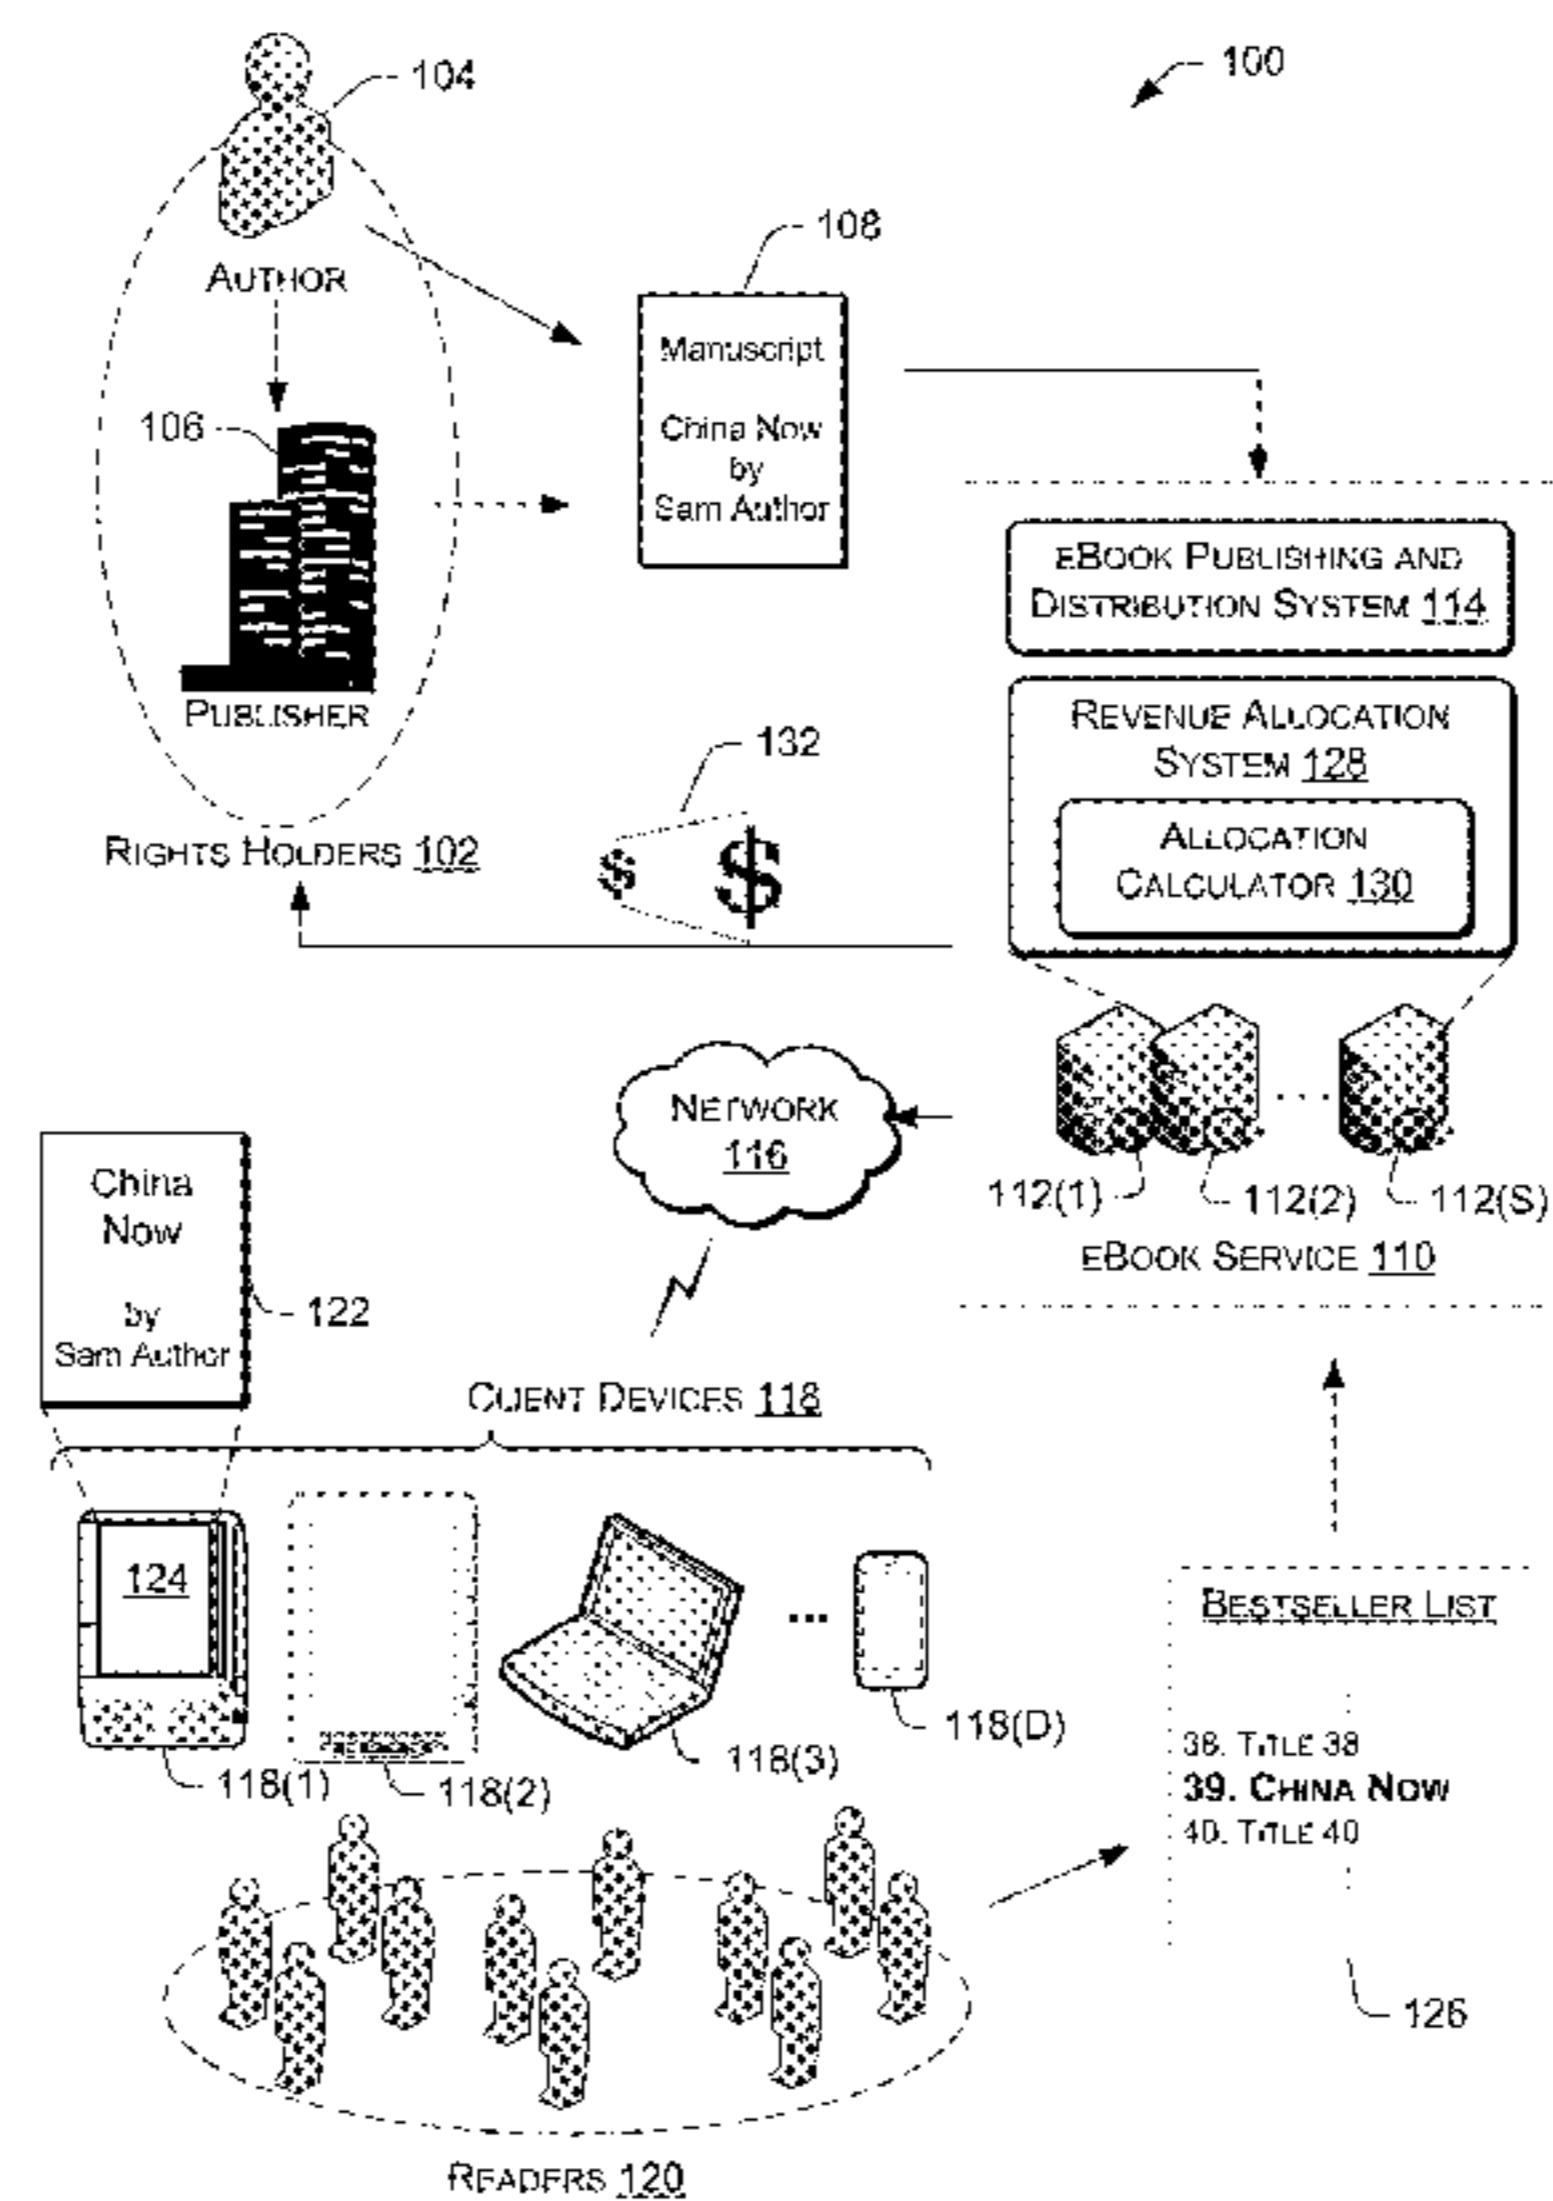 100
104
AUTHOR
106
PUBLISHER
RIGHTS HOLDERS 102
108
Manuscript
China Now
by
Sam Author
EBOOK PUBLISHING AND
DISTRIBUTION SYSTEM 114
REVENUE ALLOCATION
SYSTEM 128
ALLOCATION
CALCULATOR 130
132
$ $
NETWORK
116
112(1)
112(2)
...
112(S)
EBOOK SERVICE 110
China
Now
by
Sam Author
122
CLIENT DEVICES 118
124
...
118(1)
118(2)
118(3)
118(D)
BESTSELLER LIST
38. TITLE 38
39. CHINA NOW
40. TITLE 40
126
READERS 120